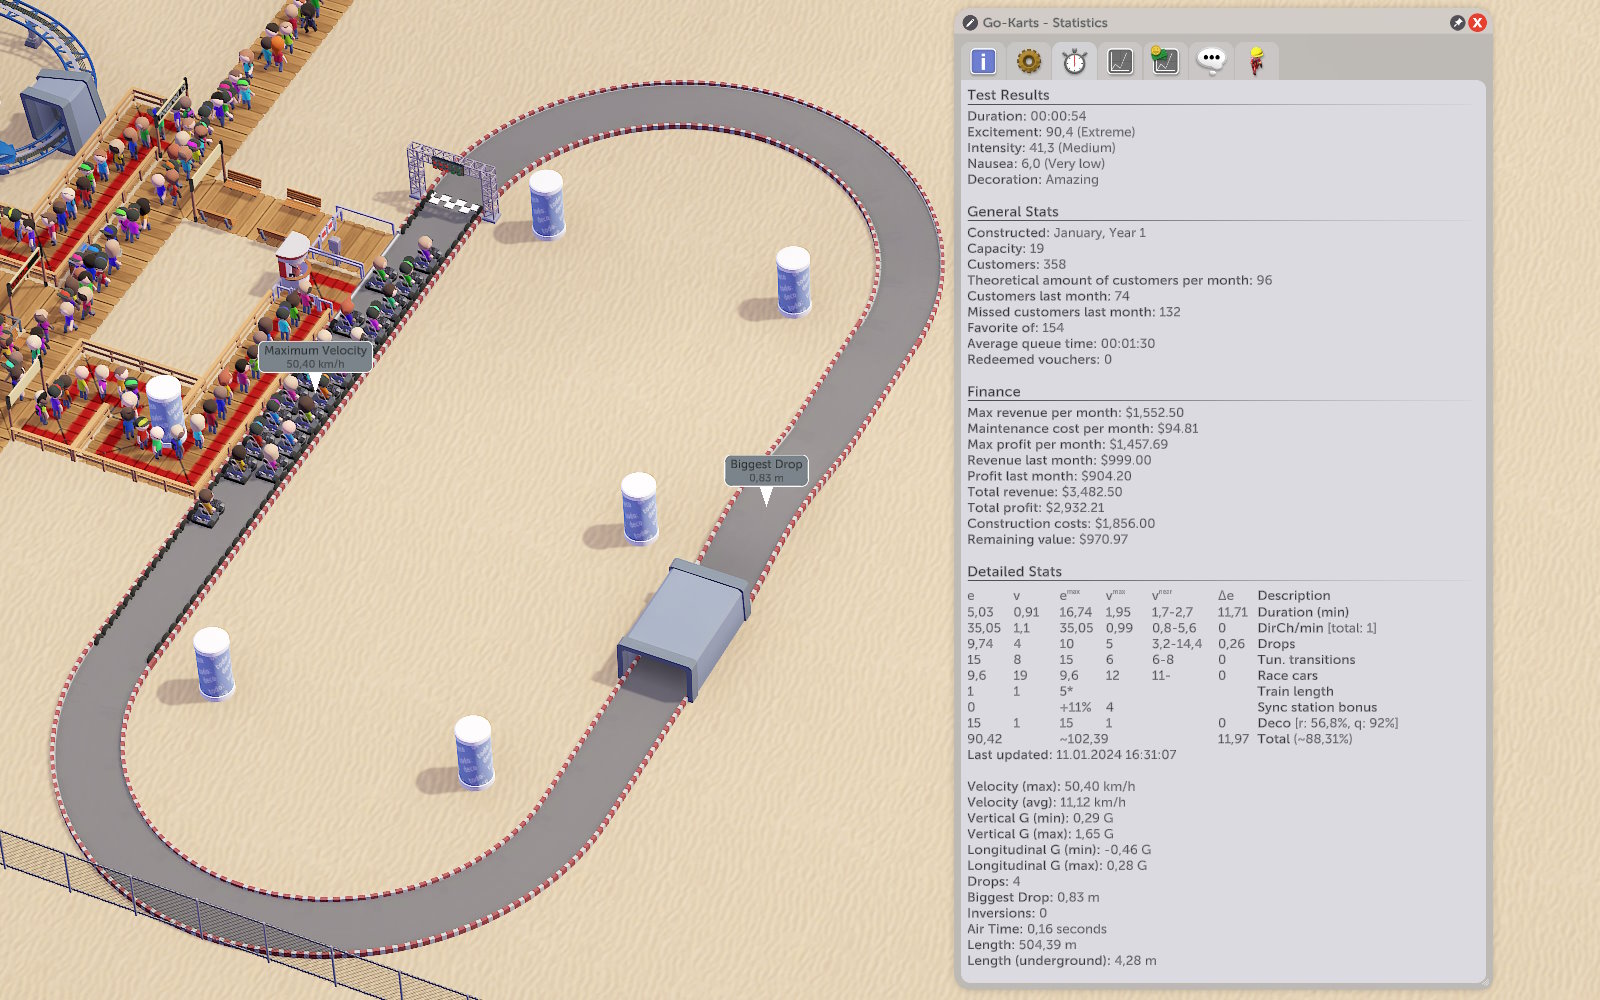 Go-Karts - Statistics
Test Results
Duration: 00:00:54
Excitement: 90,4 (Extreme)
Intensity: 41,3 (Medium)
Nausea: 6,0 (Very low)
Decoration: Amazing
General Stats
Constructed: January, Year 1
Capacity: 19
Customers: 358
Theoretical amount of customers per month: 96
Customers last month: 74
Missed customers last month: 132
Favorite of: 154
Average queue time: 00:01:30
Redeemed vouchers: 0
Finance
Max revenue per month: $1,552.50
Maintenance cost per month: $94.81
Max profit per month: $1,457.69
Revenue last month: $999.00
Profit last month: $904.20
Total revenue: $3,482.50
Total profit: $2,932.21
Construction costs: $1,856.00
Remaining value: $970.97
Detailed Stats
e v e^max v^max v^near Δe Description
5,03 0,91 16,74 1,95 1,7-2,7 11,71 Duration (min)
35,05 1,1 35,05 0,99 0,8-5,6 0 DirCh/min [total: 1]
9,74 4 10 5 3,2-14,4 0,26 Drops
15 8 15 6 6-8 0 Tun. transitions
9,6 19 9,6 12 11- 0 Race cars
1 1 5* Train length
0 +11% 4 Sync station bonus
15 1 15 1 0 Deco [r: 56,8%, q: 92%]
90,42 ~102,39 11,97 Total (~88,31%)
Last updated: 11.01.2024 16:31:07
Velocity (max): 50,40 km/h
Velocity (avg): 11,12 km/h
Vertical G (min): 0,29 G
Vertical G (max): 1,65 G
Longitudinal G (min): -0,46 G
Longitudinal G (max): 0,28 G
Drops: 4
Biggest Drop: 0,83 m
Inversions: 0
Air Time: 0,16 seconds
Length: 504,39 m
Length (underground): 4,28 m
Maximum Velocity
50,40 km/h
Biggest Drop
0,83 m